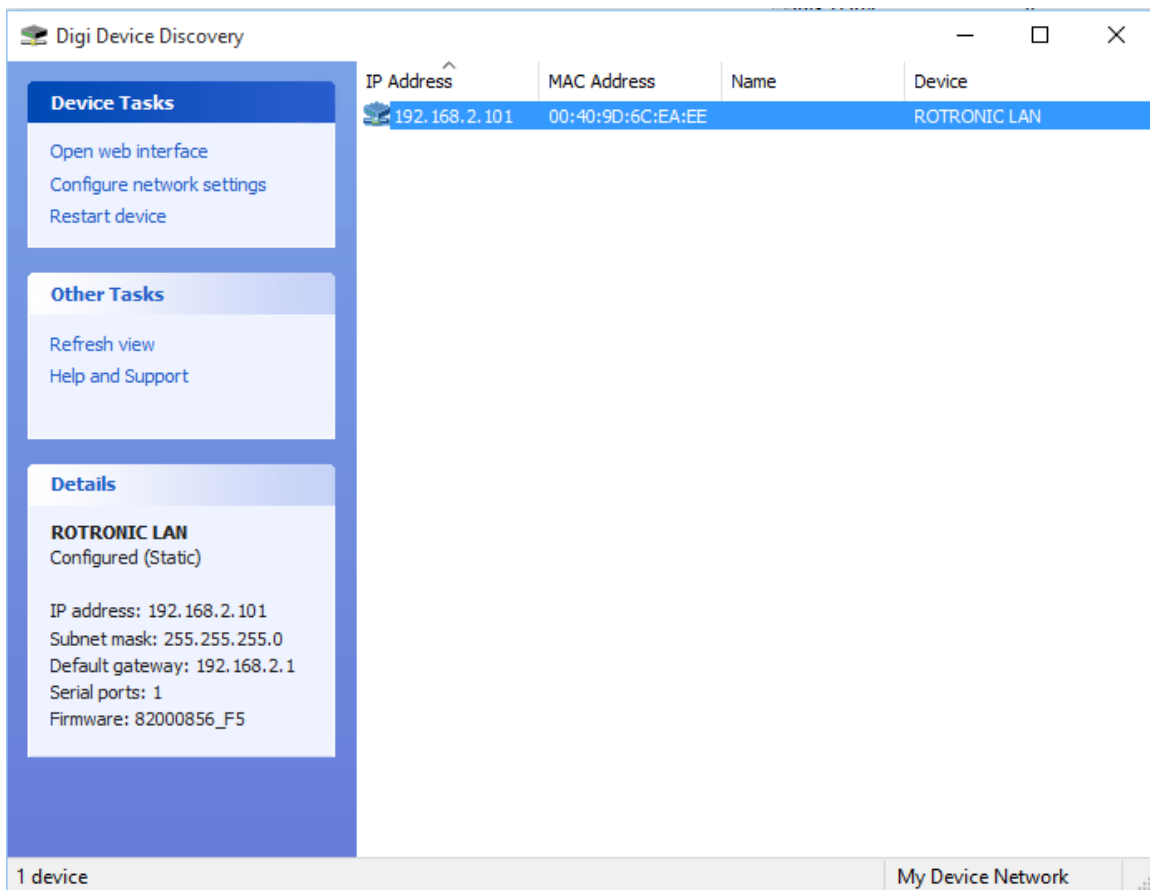 Digi Device Discovery
Device Tasks
Open web interface
Configure network settings
Restart device
Other Tasks
Refresh view
Help and Support
Details
ROTRONIC LAN
Configured (Static)
IP address: 192.168.2.101
Subnet mask: 255.255.255.0
Default gateway: 192.168.2.1
Serial ports: 1
Firmware: 82000856_F5
IP Address MAC Address Name Device
192.168.2.101 00:40:9D:6C:EA:EE ROTRONIC LAN
1 device My Device Network